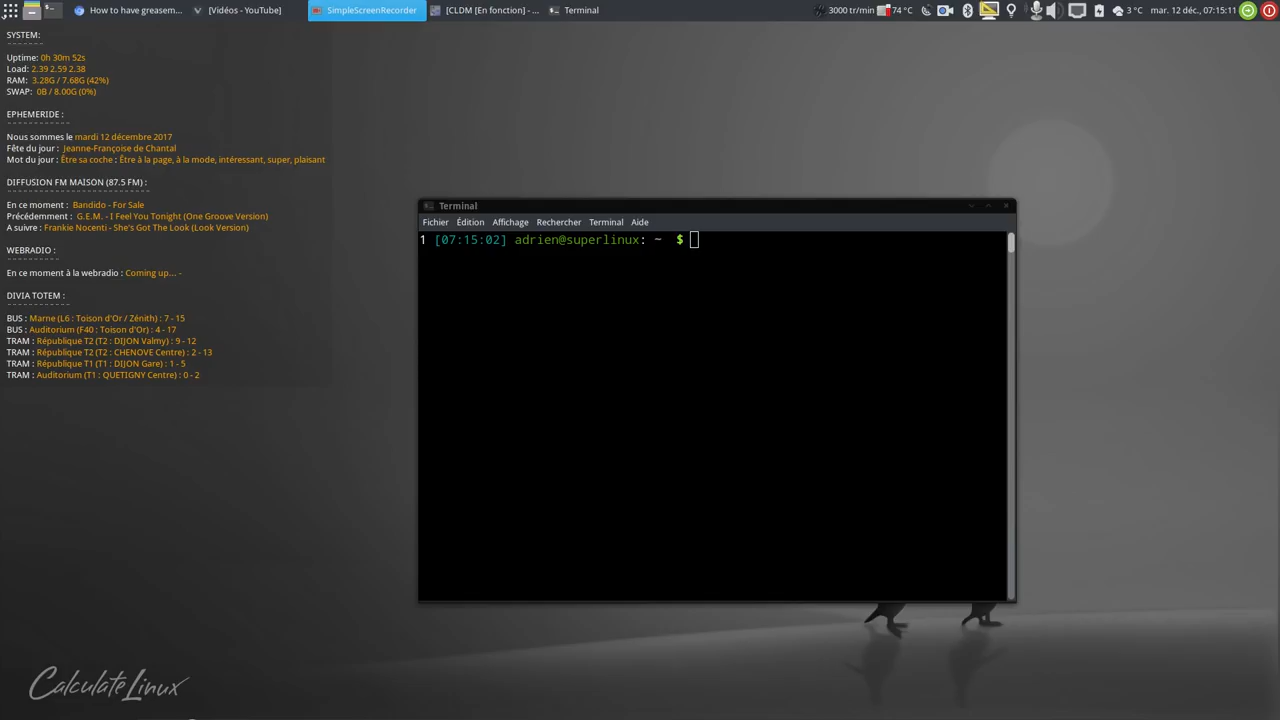 How to have greasem...
[Vidéos - YouTube]
SimpleScreenRecorder
[CLDM [En fonction] - ...
Terminal
3000 tr/min
74 °C
3 °C
mar. 12 déc., 07:15:11
SYSTEM:
Uptime: 0h 30m 52s
Load: 2.39 2.59 2.38
RAM: 3.28G / 7.68G (42%)
SWAP: 0B / 8.00G (0%)
EPHEMERIDE :
Nous sommes le mardi 12 décembre 2017
Fête du jour : Jeanne-Françoise de Chantal
Mot du jour : Être sa coche : Être à la page, à la mode, intéressant, super, plaisant
DIFFUSION FM MAISON (87.5 FM) :
En ce moment : Bandido - For Sale
Précédemment : G.E.M. - I Feel You Tonight (One Groove Version)
A suivre : Frankie Nocenti - She's Got The Look (Look Version)
WEBRADIO :
En ce moment à la webradio : Coming up... -
DIVIA TOTEM :
BUS : Marne (L6 : Toison d'Or / Zénith) : 7 - 15
BUS : Auditorium (F40 : Toison d'Or) : 4 - 17
TRAM : République T2 (T2 : DIJON Valmy) : 9 - 12
TRAM : République T2 (T2 : CHENOVE Centre) : 2 - 13
TRAM : République T1 (T1 : DIJON Gare) : 1 - 5
TRAM : Auditorium (T1 : QUETIGNY Centre) : 0 - 2
Terminal
Fichier Édition Affichage Rechercher Terminal Aide
1 [07:15:02] adrien@superlinux: ~ $
Calculate Linux